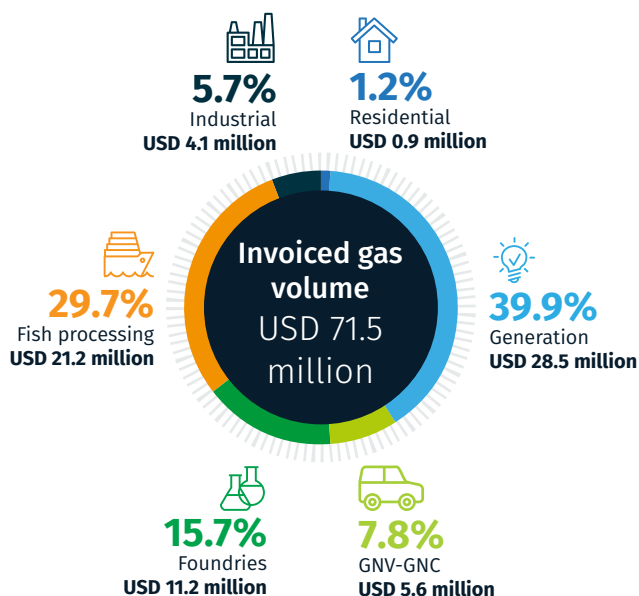 5.7%
Industrial
USD 4.1 million
1.2%
Residential
USD 0.9 million
Invoiced gas
volume
USD 71.5
million
29.7%
Fish processing
USD 21.2 million
39.9%
Generation
USD 28.5 million
15.7%
Foundries
USD 11.2 million
7.8%
GNV-GNC
USD 5.6 million